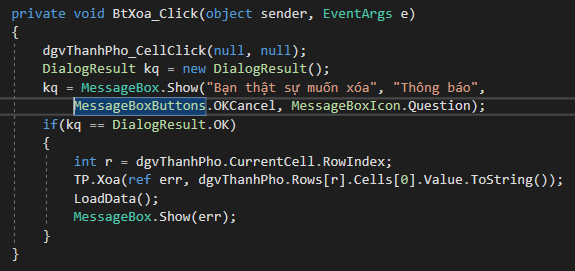 private void BtXoa_Click(object sender, EventArgs e)
{
dgvThanhPho_CellClick(null, null);
DialogResult kq = new DialogResult();
kq = MessageBox.Show("Bạn thật sự muốn xóa", "Thông báo",
MessageBoxButtons.OKCancel, MessageBoxIcon.Question);
if(kq == DialogResult.OK)
{
int r = dgvThanhPho.CurrentCell.RowIndex;
TP.Xoa(ref err, dgvThanhPho.Rows[r].Cells[0].Value.ToString());
LoadData();
MessageBox.Show(err);
}
}